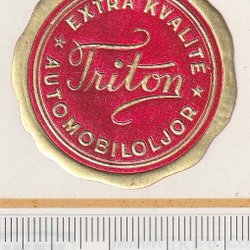 EXTRA KVALITÉ
Triton
★ AUTOMOBILOLJOR ★